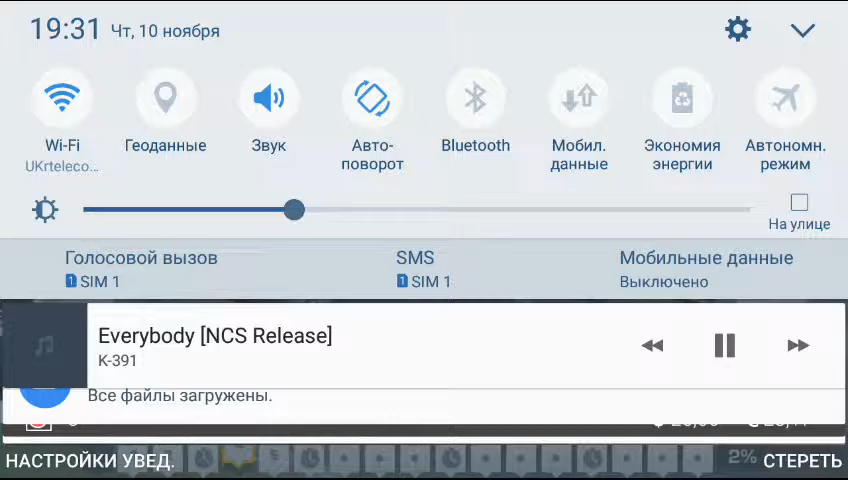 19:31 Чт, 10 ноября
Wi-Fi
UKrteleco...
Геоданные
Звук
Авто-
поворот
Bluetooth
Мобил.
данные
Экономия
энергии
Автономн.
режим
На улице
Голосовой вызов
1 SIM 1
SMS
1 SIM 1
Мобильные данные
Выключено
Everybody [NCS Release]
K-391
Все файлы загружены.
НАСТРОЙКИ УВЕД.
2%
СТЕРЕТЬ